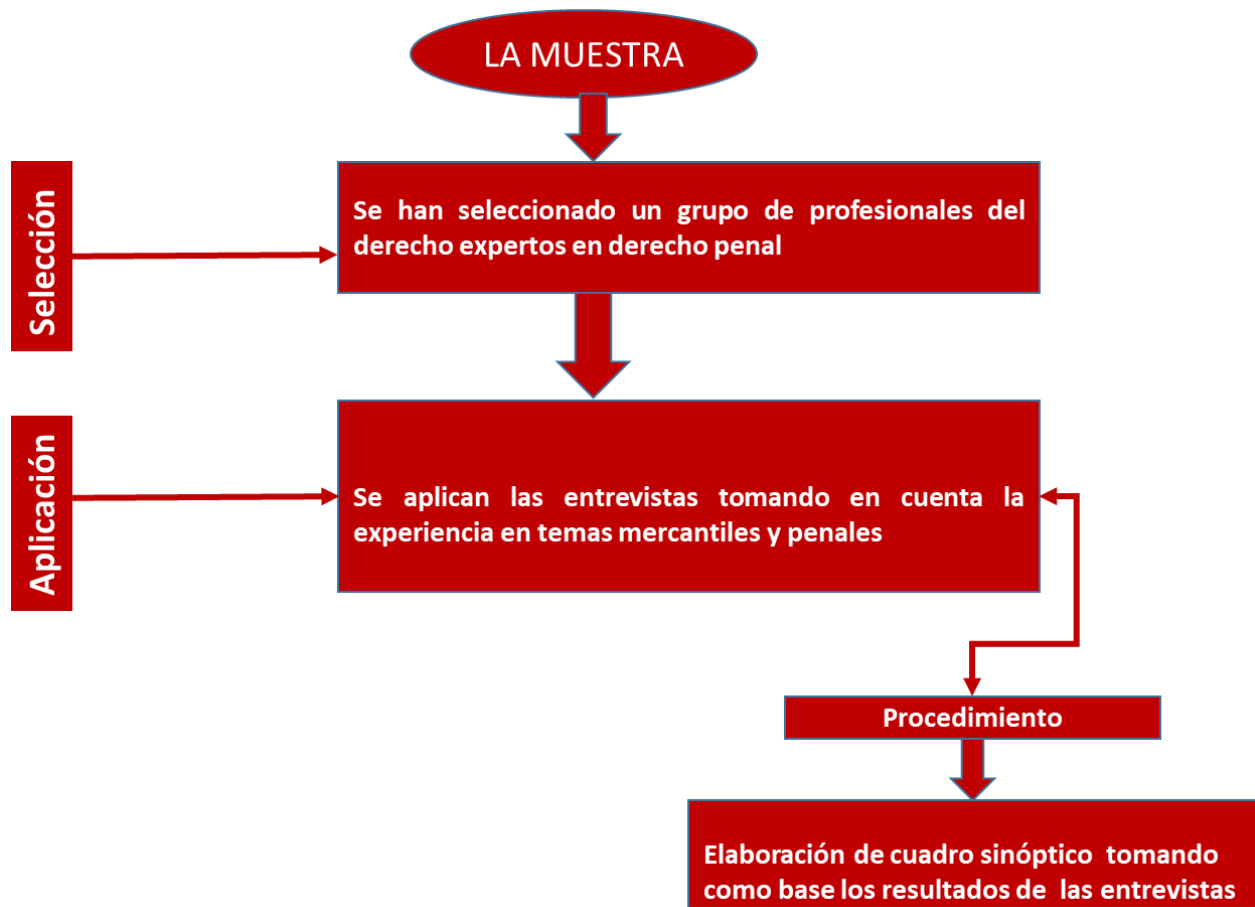 LA MUESTRA
Selección
Se han seleccionado un grupo de profesionales del
derecho expertos en derecho penal
Aplicación
Se aplican las entrevistas tomando en cuenta la
experiencia en temas mercantiles y penales
Procedimiento
Elaboración de cuadro sinóptico tomando
como base los resultados de las entrevistas